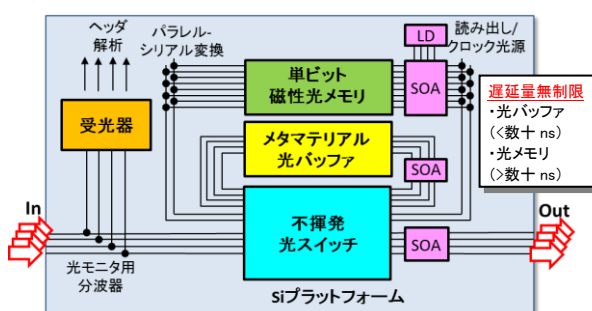 ヘッダ
解析
パラレル-
シリアル変換
LD
読み出し/
クロック光源
単ビット
磁性光メモリ
SOA
遅延量無制限
・光バッファ
(<数十 ns)
・光メモリ
(>数十 ns)
受光器
メタマテリアル
光バッファ
SOA
In
不揮発
光スイッチ
SOA
Out
光モニタ用
分波器
Siプラットフォーム